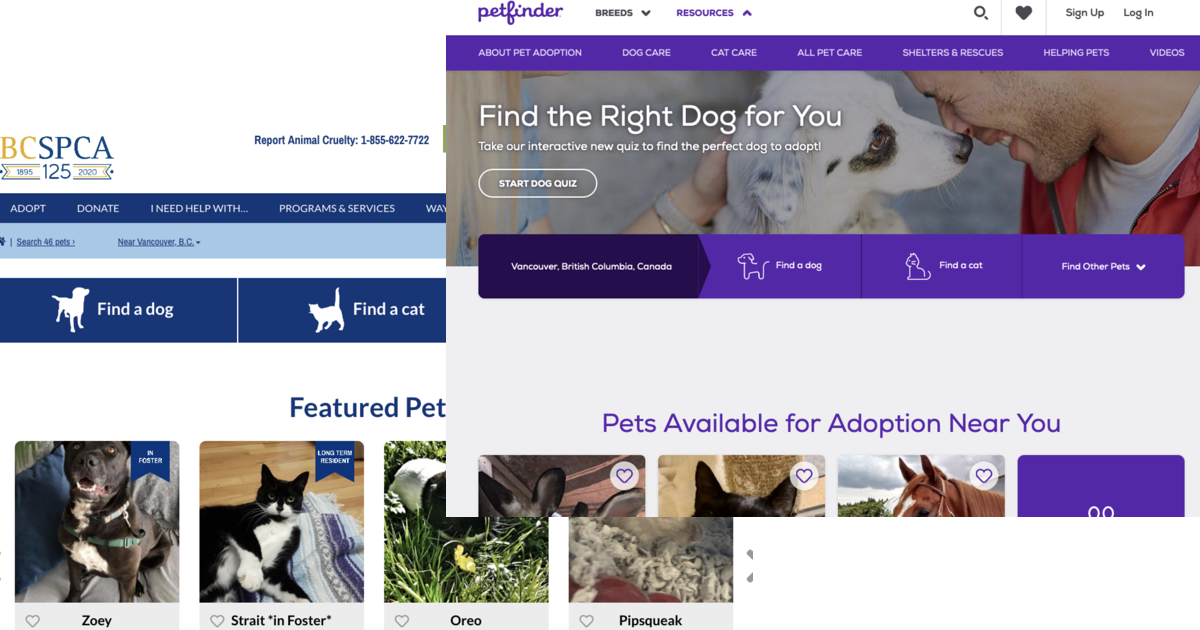 BCSPCA
1895 125 2020
Report Animal Cruelty: 1-855-622-7722
ADOPT DONATE I NEED HELP WITH... PROGRAMS & SERVICES WAY
| Search 46 pets ›
Near Vancouver, B.C.
Find a dog
Find a cat
Featured Pet
IN
FOSTER
LONG TERM
RESIDENT
Zoey
Strait *in Foster*
Oreo
Pipsqueak
petfinder
BREEDS RESOURCES Sign Up Log In
ABOUT PET ADOPTION DOG CARE CAT CARE ALL PET CARE SHELTERS & RESCUES HELPING PETS VIDEOS
Find the Right Dog for You
Take our interactive new quiz to find the perfect dog to adopt!
START DOG QUIZ
Vancouver, British Columbia, Canada
Find a dog
Find a cat
Find Other Pets
Pets Available for Adoption Near You